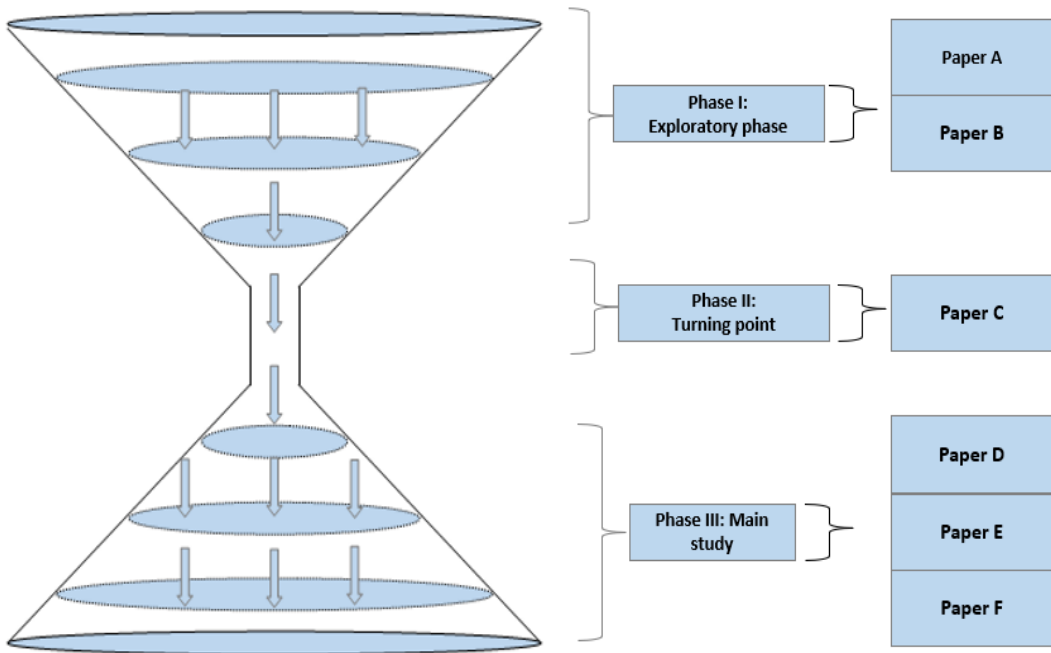 Paper A
Phase I:
Exploratory phase
Paper B
Phase II:
Turning point
Paper C
Paper D
Phase III: Main
study
Paper E
Paper F